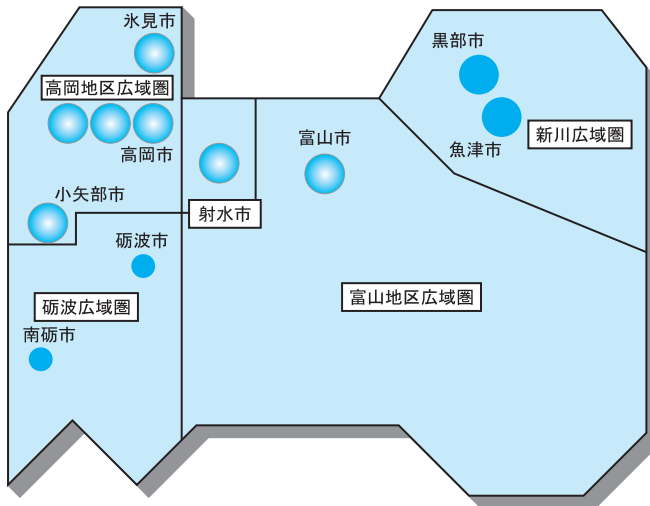 氷見市
高岡地区広域圏
高岡市
小矢部市
砺波市
砺波広域圏
南砺市
射水市
富山市
富山地区広域圏
黒部市
魚津市
新川広域圏